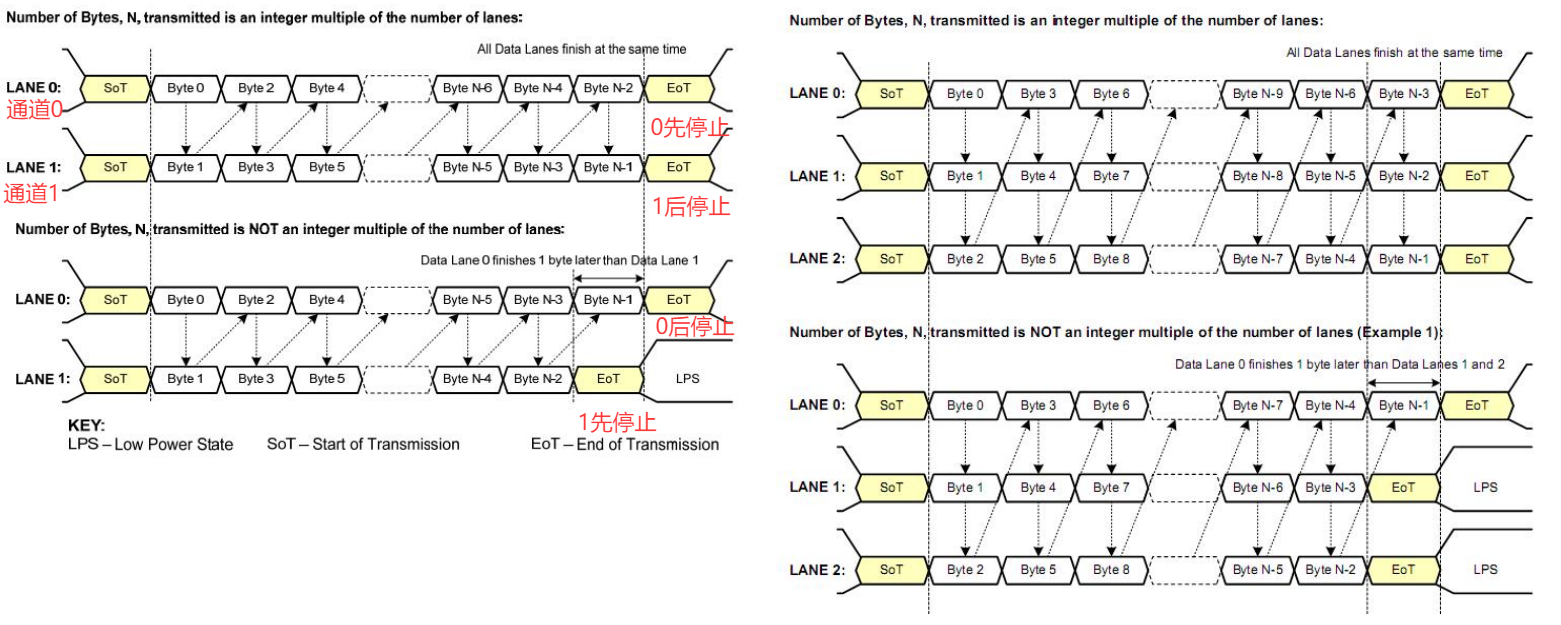 Number of Bytes, N, transmitted is an integer multiple of the number of lanes:
All Data Lanes finish at the same time
LANE 0: SoT Byte 0 Byte 2 Byte 4 Byte N-6 Byte N-4 Byte N-2 EoT
通道0
0先停止
LANE 1: SoT Byte 1 Byte 3 Byte 5 Byte N-5 Byte N-3 Byte N-1 EoT
通道1
1后停止
Number of Bytes, N, transmitted is NOT an integer multiple of the number of lanes:
Data Lane 0 finishes 1 byte later than Data Lane 1
LANE 0: SoT Byte 0 Byte 2 Byte 4 Byte N-5 Byte N-3 Byte N-1 EoT
0后停止
LANE 1: SoT Byte 1 Byte 3 Byte 5 Byte N-4 Byte N-2 EoT LPS
1先停止
KEY:
LPS – Low Power State SoT – Start of Transmission EoT – End of Transmission
Number of Bytes, N, transmitted is an integer multiple of the number of lanes:
All Data Lanes finish at the same time
LANE 0: SoT Byte 0 Byte 3 Byte 6 Byte N-9 Byte N-6 Byte N-3 EoT
LANE 1: SoT Byte 1 Byte 4 Byte 7 Byte N-8 Byte N-5 Byte N-2 EoT
LANE 2: SoT Byte 2 Byte 5 Byte 8 Byte N-7 Byte N-4 Byte N-1 EoT
Number of Bytes, N, transmitted is NOT an integer multiple of the number of lanes (Example 1):
Data Lane 0 finishes 1 byte later than Data Lanes 1 and 2
LANE 0: SoT Byte 0 Byte 3 Byte 6 Byte N-7 Byte N-4 Byte N-1 EoT
LANE 1: SoT Byte 1 Byte 4 Byte 7 Byte N-6 Byte N-3 EoT LPS
LANE 2: SoT Byte 2 Byte 5 Byte 8 Byte N-5 Byte N-2 EoT LPS